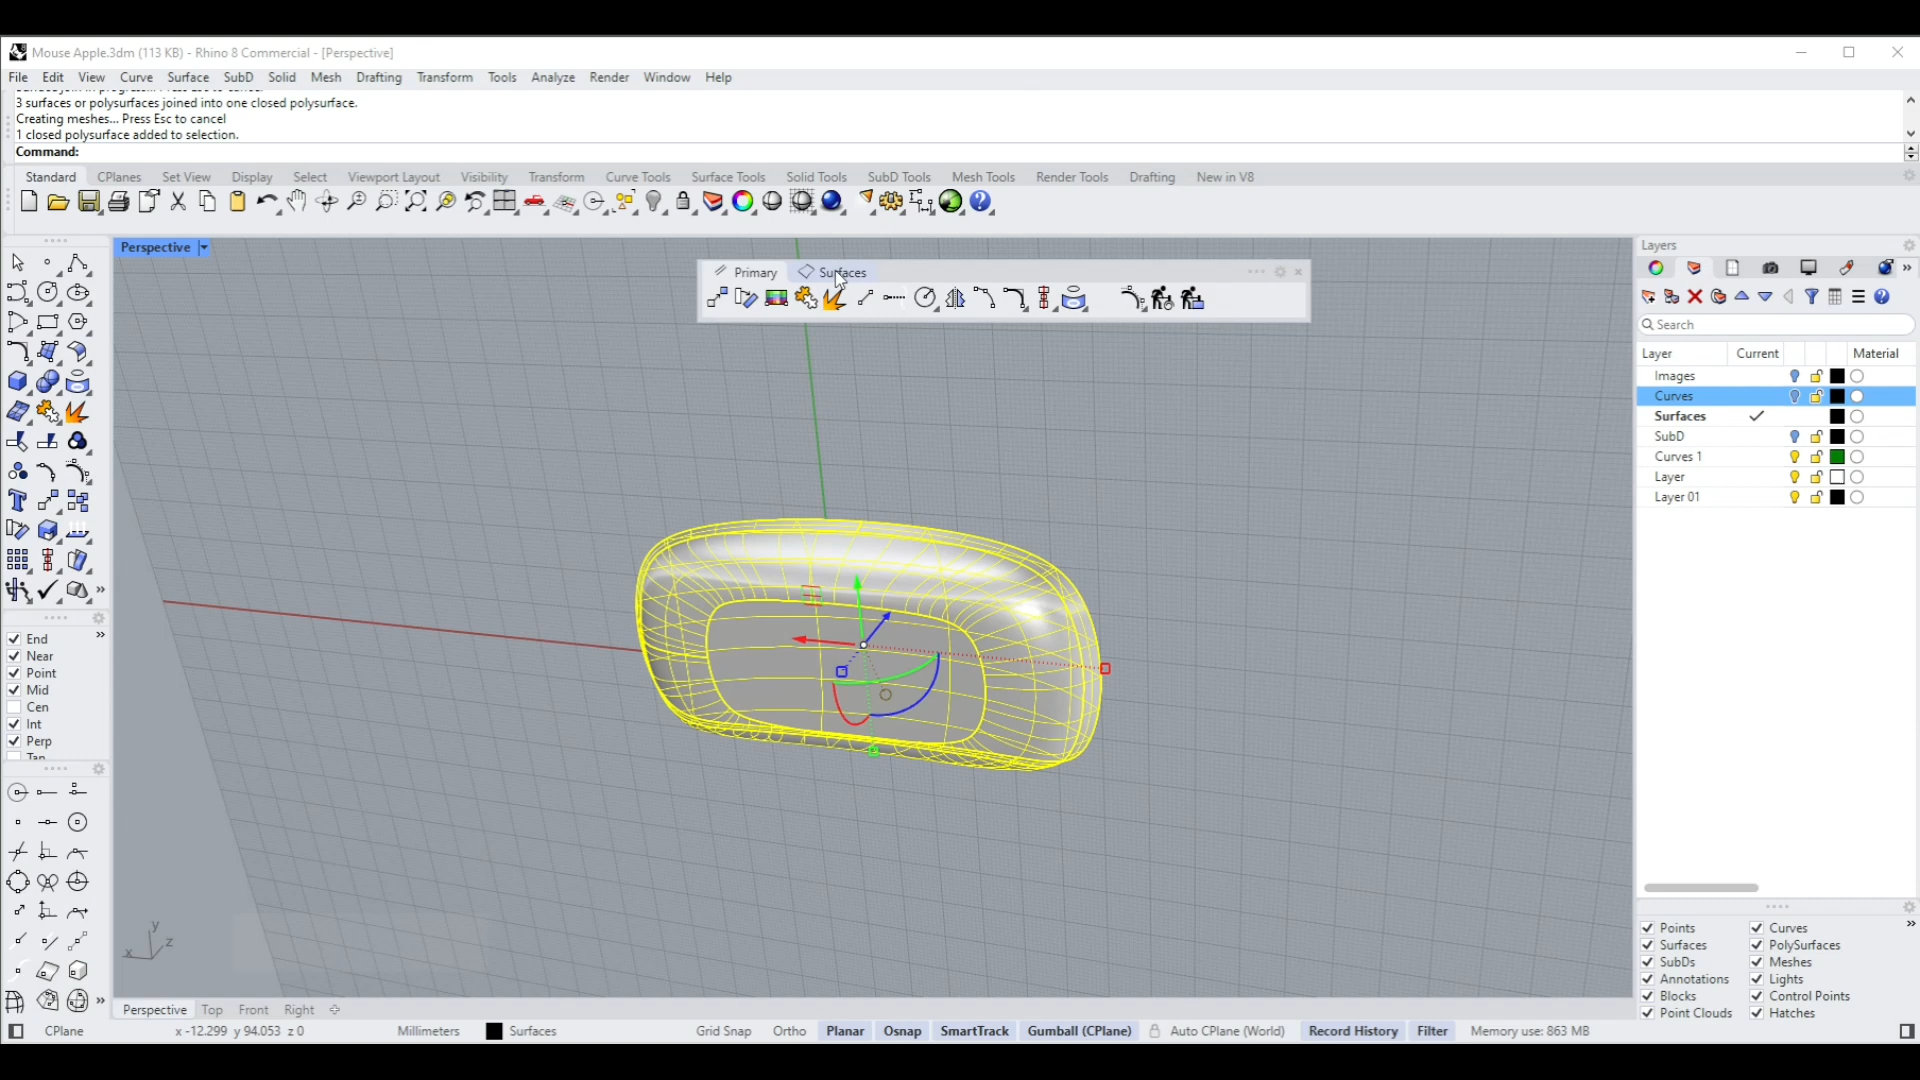 Mouse Apple.3dm (113 KB) - Rhino 8 Commercial - [Perspective]
File Edit View Curve Surface SubD Solid Mesh Drafting Transform Tools Analyze Render Window Help
3 surfaces or polysurfaces joined into one closed polysurface.
Creating meshes... Press Esc to cancel
1 closed polysurface added to selection.
Command:
Standard CPlanes Set View Display Select Viewport Layout Visibility Transform Curve Tools Surface Tools Solid Tools SubD Tools Mesh Tools Render Tools Drafting New in V8
Perspective
Primary Surfaces
Layers
Search
Layer Current Material
Images
Curves
Surfaces
SubD
Curves 1
Layer
Layer 01
End
Near
Point
Mid
Cen
Int
Perp
Tan
y
x z
Points Curves
Surfaces PolySurfaces
SubDs Meshes
Annotations Lights
Blocks Control Points
Point Clouds Hatches
Perspective Top Front Right
CPlane x -12.299 y 94.053 z 0 Millimeters Surfaces Grid Snap Ortho Planar Osnap SmartTrack Gumball (CPlane) Auto CPlane (World) Record History Filter Memory use: 863 MB